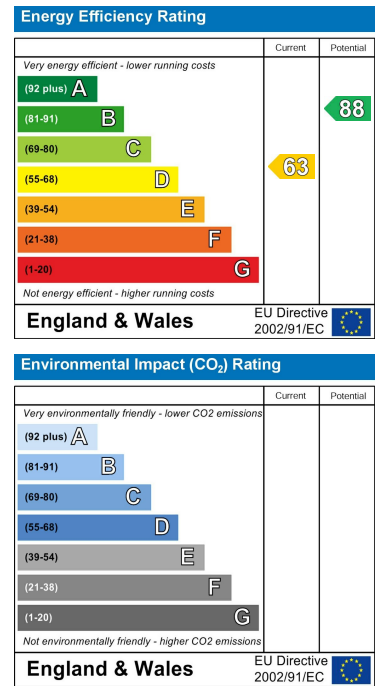 Energy Efficiency Rating
Current Potential
Very energy efficient - lower running costs
(92 plus) A
(81-91) B
88
(69-80) C
63
(55-68) D
(39-54) E
(21-38) F
(1-20) G
Not energy efficient - higher running costs
England & Wales
EU Directive
2002/91/EC
Environmental Impact (CO₂) Rating
Current Potential
Very environmentally friendly - lower CO2 emissions
(92 plus) A
(81-91) B
(69-80) C
(55-68) D
(39-54) E
(21-38) F
(1-20) G
Not environmentally friendly - higher CO2 emissions
England & Wales
EU Directive
2002/91/EC